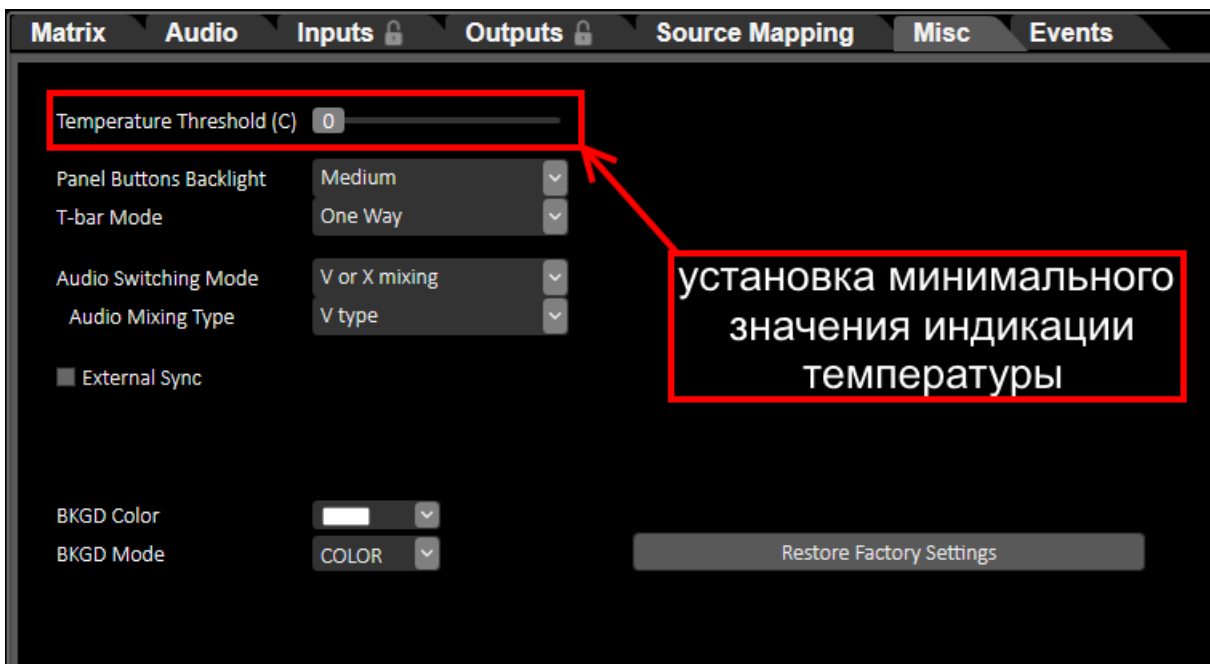 Matrix Audio Inputs Outputs Source Mapping Misc Events
Temperature Threshold (C) 0
Panel Buttons Backlight Medium
T-bar Mode One Way
установка минимального
значения индикации
температуры
Audio Switching Mode V or X mixing
Audio Mixing Type V type
External Sync
BKGD Color
BKGD Mode COLOR
Restore Factory Settings